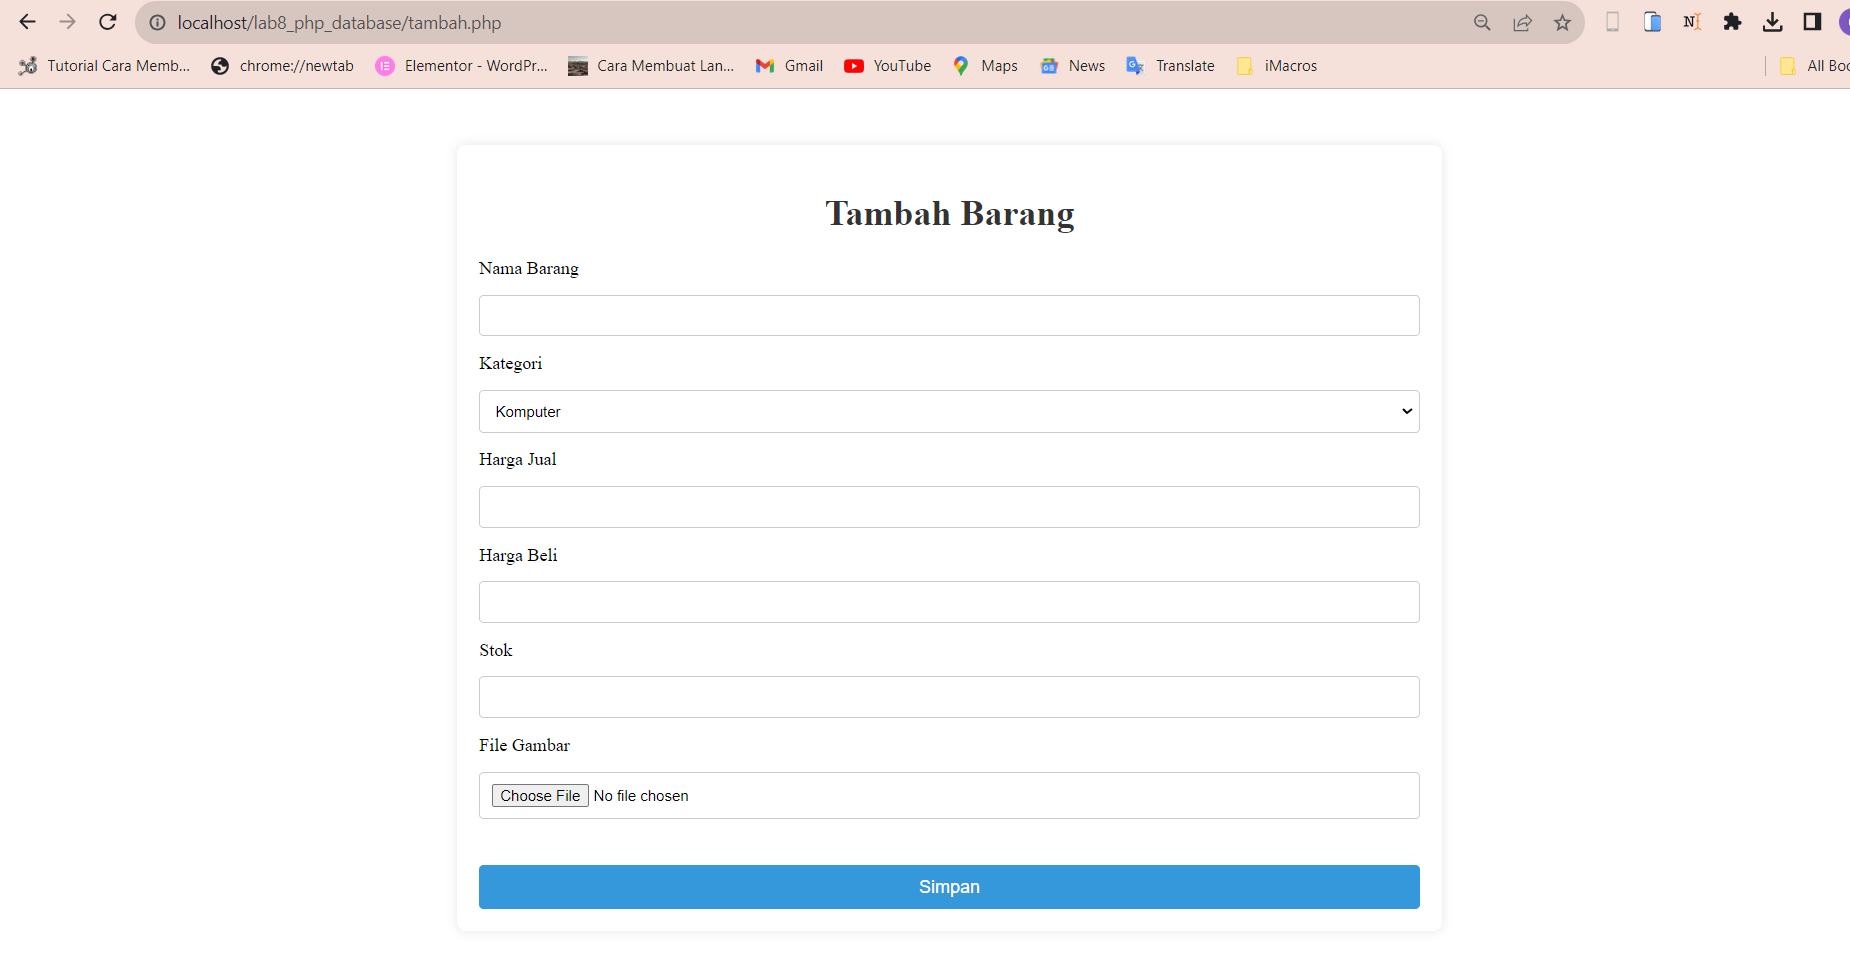 localhost/lab8_php_database/tambah.php
Tutorial Cara Memb... chrome://newtab Elementor - WordPr... Cara Membuat Lan... Gmail YouTube Maps News Translate iMacros All Boo
Tambah Barang
Nama Barang
Kategori
Komputer
Harga Jual
Harga Beli
Stok
File Gambar
Choose File No file chosen
Simpan